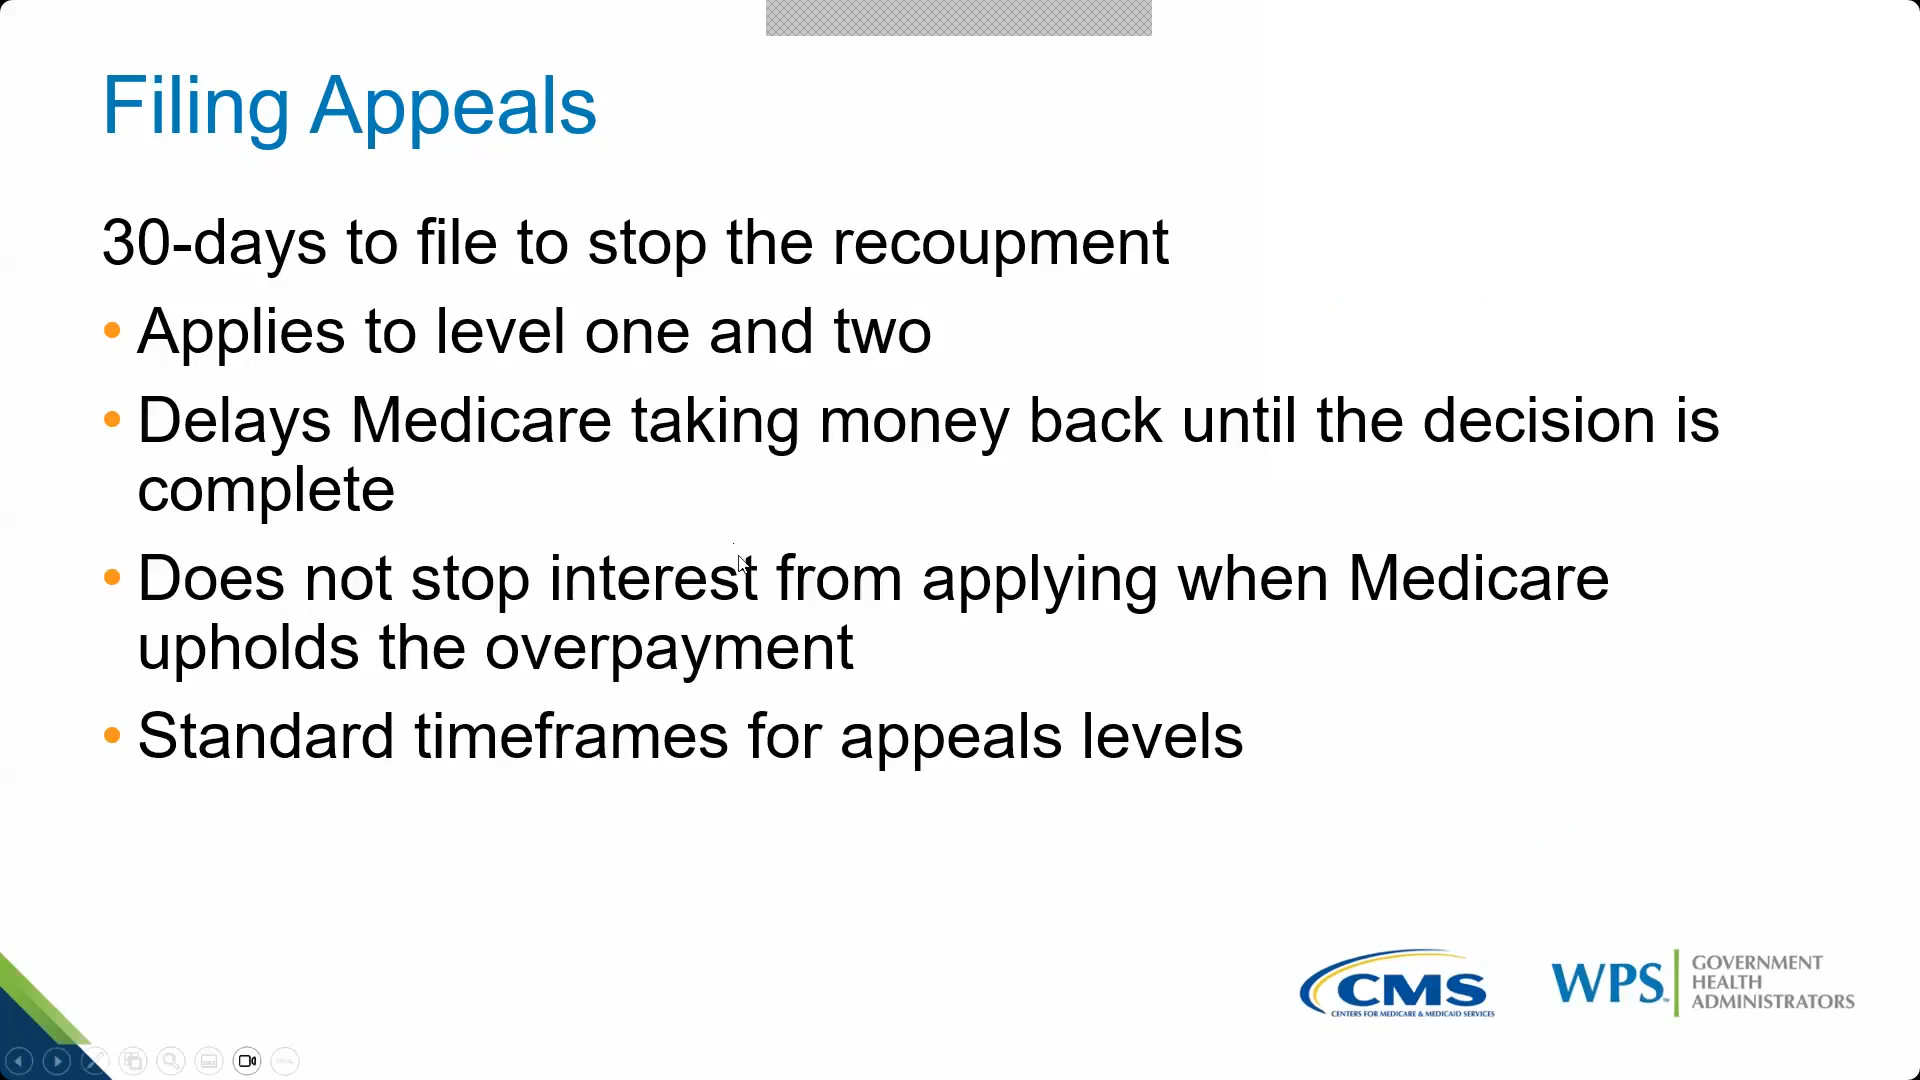 Filing Appeals
30-days to file to stop the recoupment
• Applies to level one and two
• Delays Medicare taking money back until the decision is
complete
• Does not stop interest from applying when Medicare
upholds the overpayment
• Standard timeframes for appeals levels
CMS
CENTERS FOR MEDICARE & MEDICAID SERVICES
WPS™
GOVERNMENT
HEALTH
ADMINISTRATORS